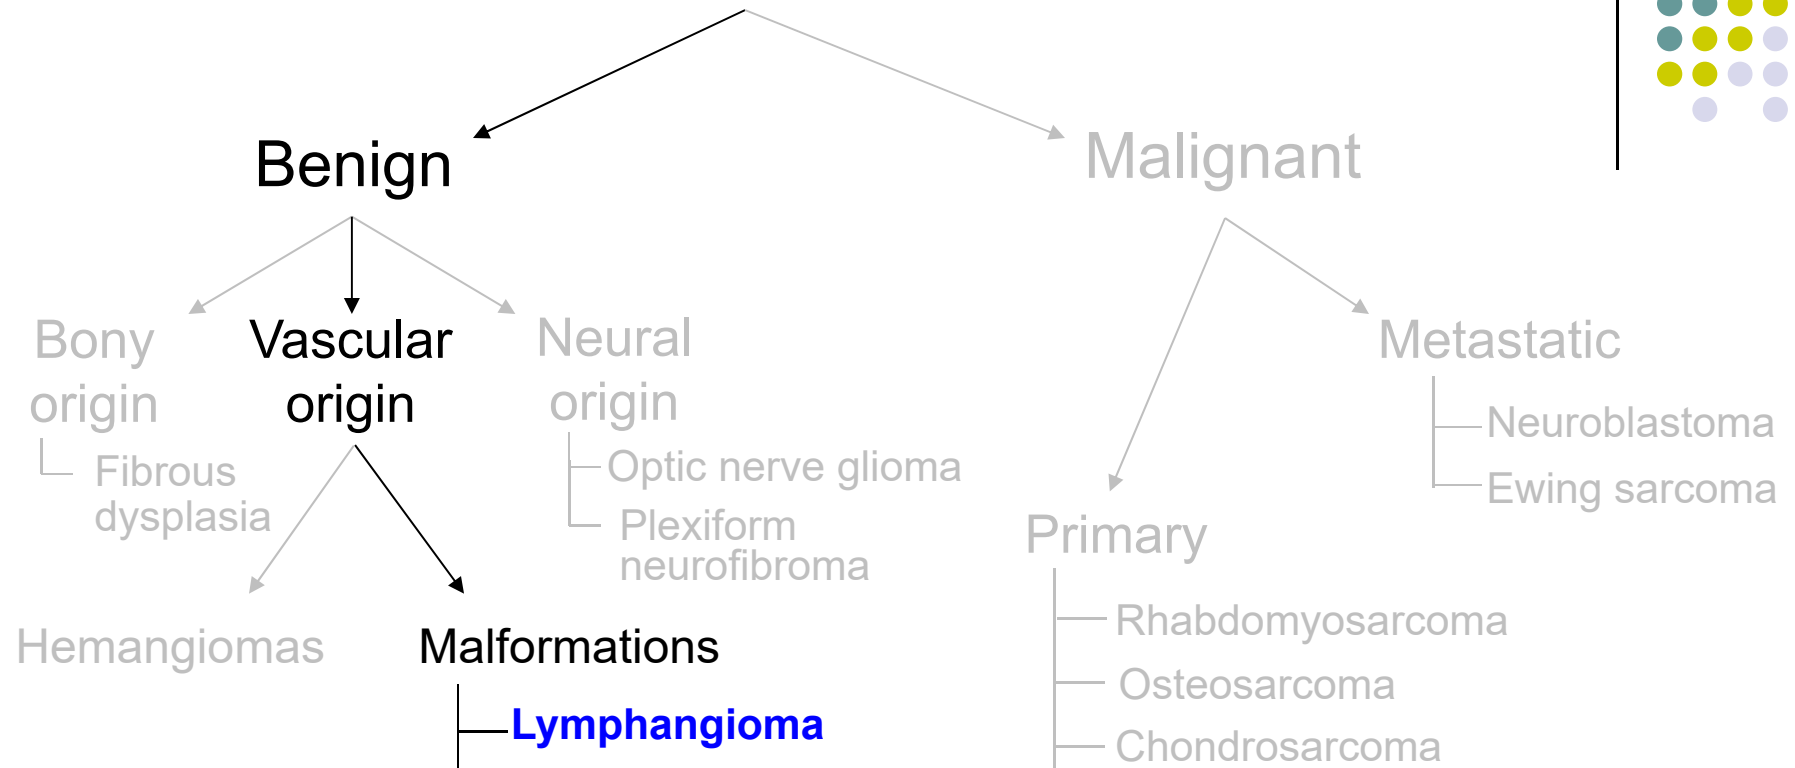 Benign
Malignant
Bony
origin
Vascular
origin
Neural
origin
Metastatic
Fibrous
dysplasia
Optic nerve glioma
Plexiform
neurofibroma
Neuroblastoma
Ewing sarcoma
Primary
Hemangiomas
Malformations
Lymphangioma
Rhabdomyosarcoma
Osteosarcoma
Chondrosarcoma